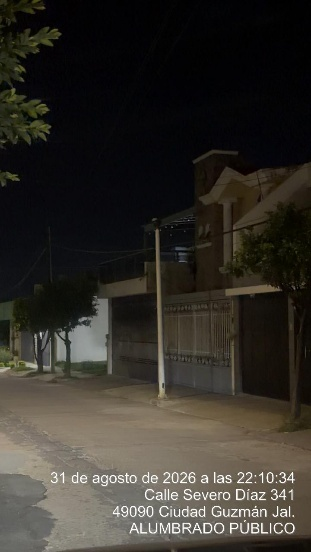 31 de agosto de 2026 a las 22:10:34
Calle Severo Díaz 341
49090 Ciudad Guzmán Jal.
ALUMBRADO PÚBLICO